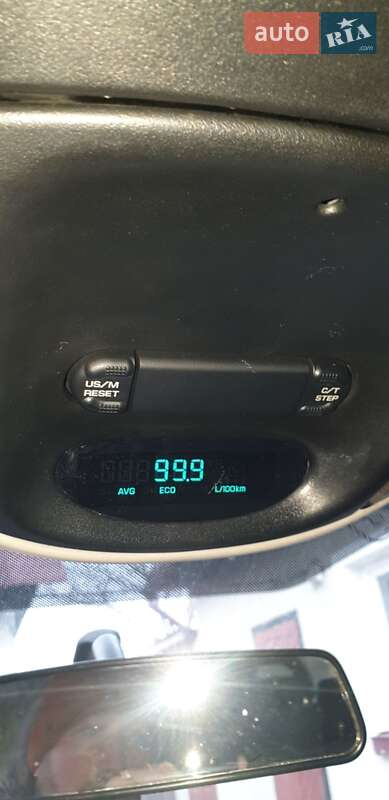 auto RIA
.com
US/M
RESET
C/T
STEP
99.9
AVG ECO L/100km